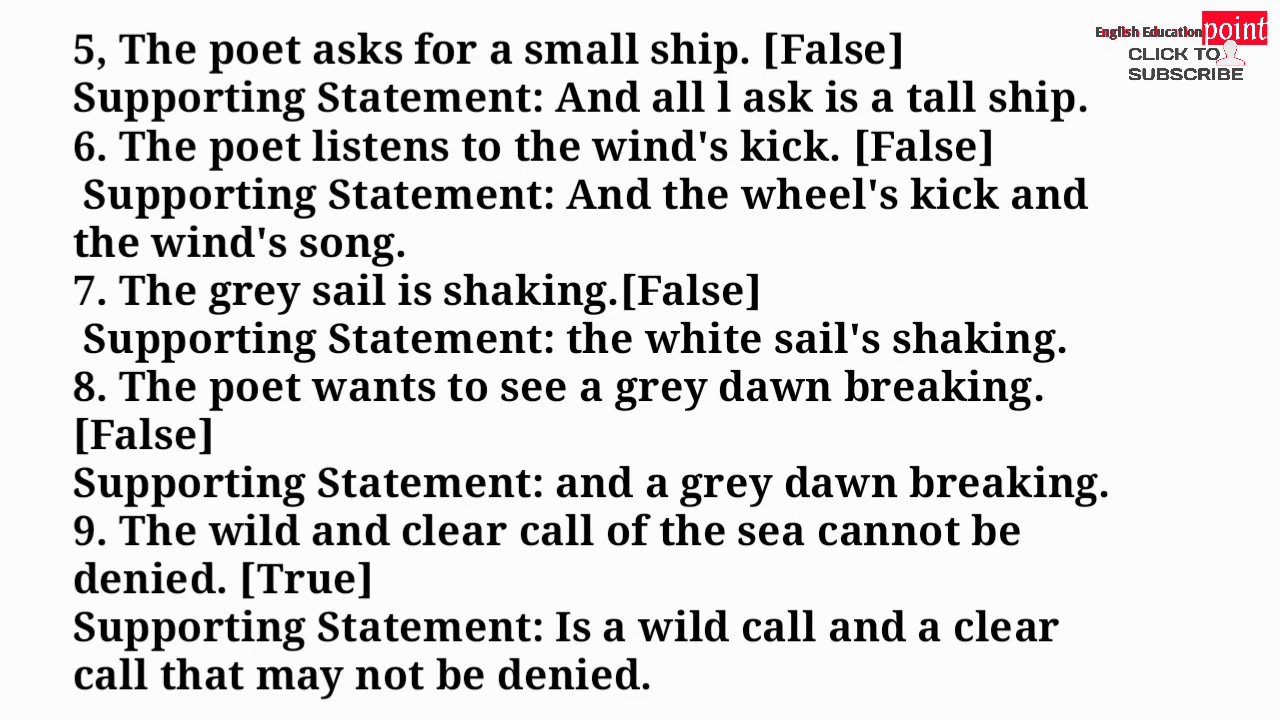 5, The poet asks for a small ship. [False]
Supporting Statement: And all l ask is a tall ship.
6. The poet listens to the wind's kick. [False]
Supporting Statement: And the wheel's kick and
the wind's song.
7. The grey sail is shaking.[False]
Supporting Statement: the white sail's shaking.
8. The poet wants to see a grey dawn breaking.
[False]
Supporting Statement: and a grey dawn breaking.
9. The wild and clear call of the sea cannot be
denied. [True]
Supporting Statement: Is a wild call and a clear
call that may not be denied.
English Education point
CLICK TO
SUBSCRIBE